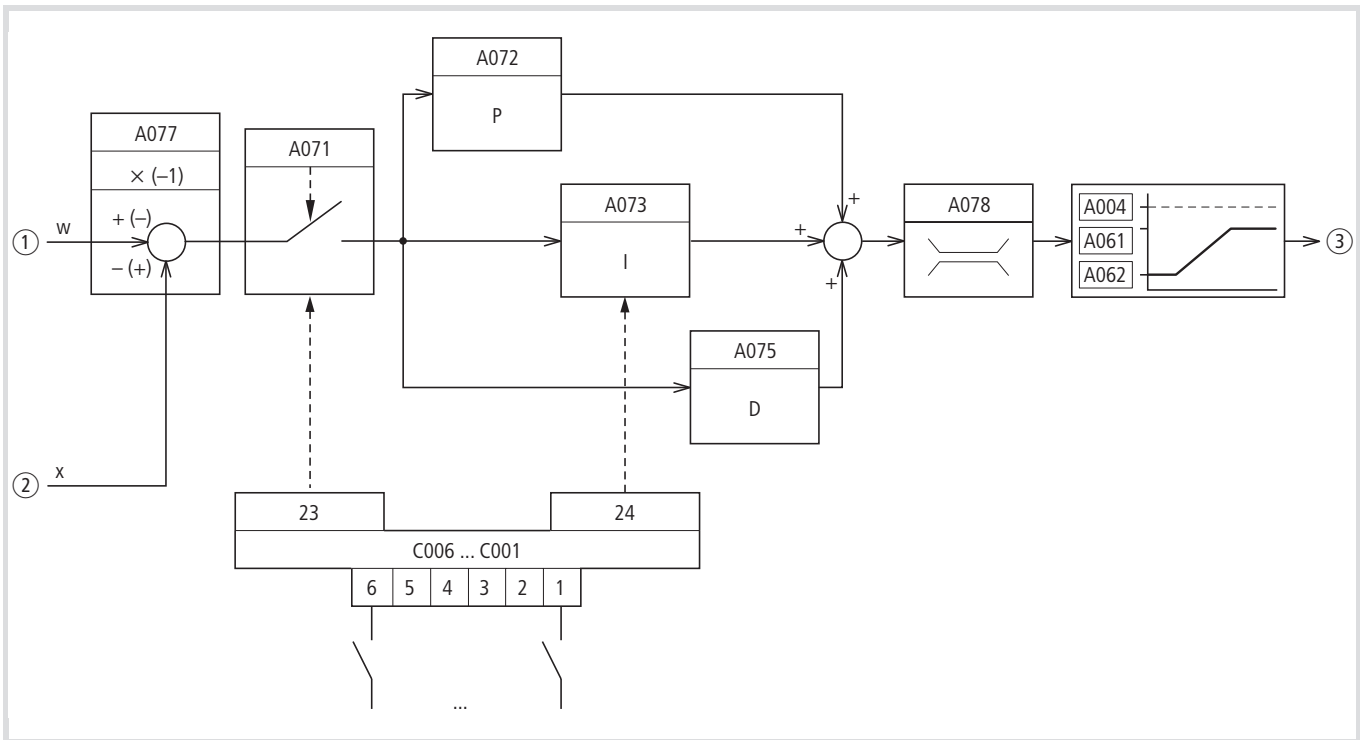 A072
P
A077
× (−1)
+ (−)
− (+)
A071
A073
I
A075
D
+
+
+
A078
A004
A061
A062
1
w
3
2
x
23
24
C006 ... C001
6 5 4 3 2 1
...